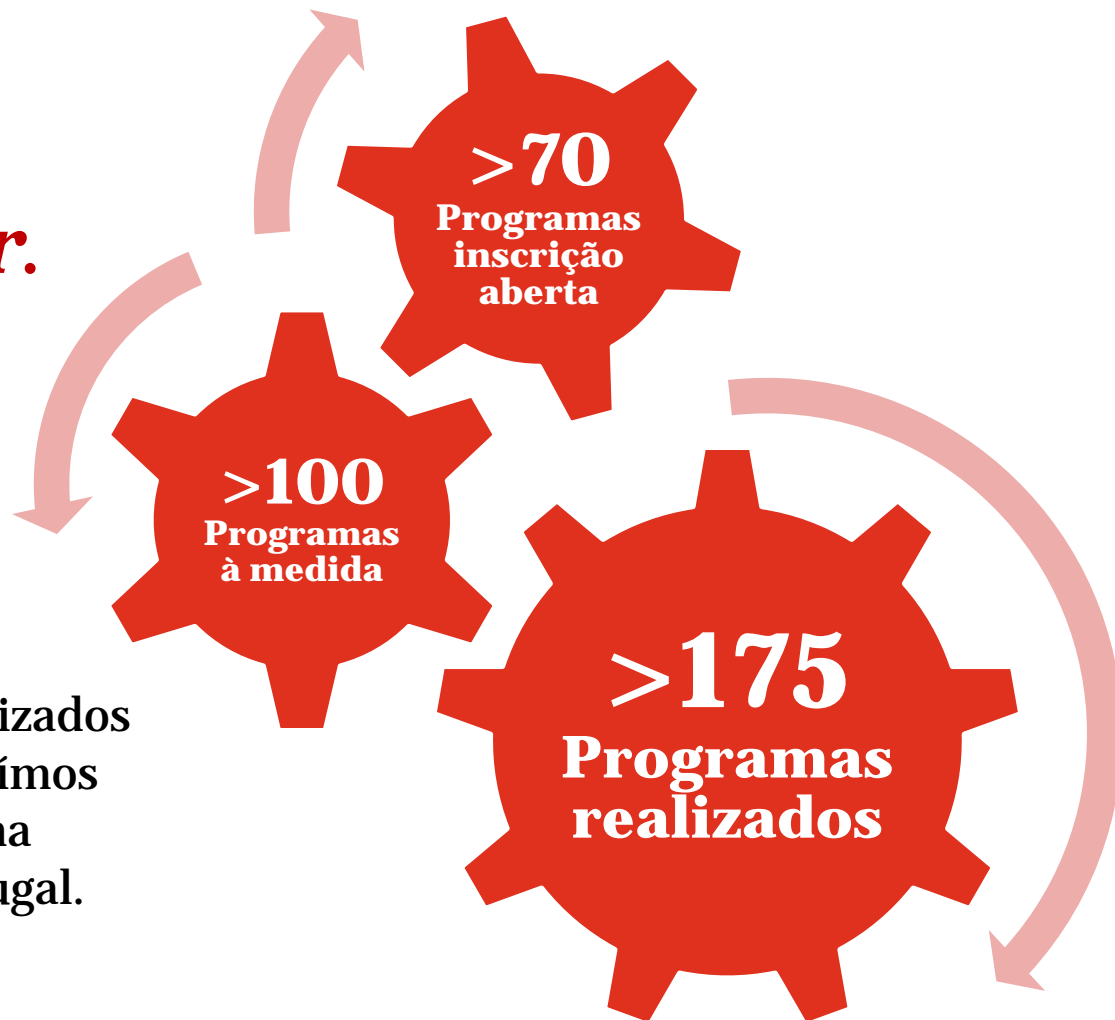 r.
>70
Programas
inscrição
aberta
>100
Programas
à medida
>175
Programas
realizados
izados
ímos
na
ugal.